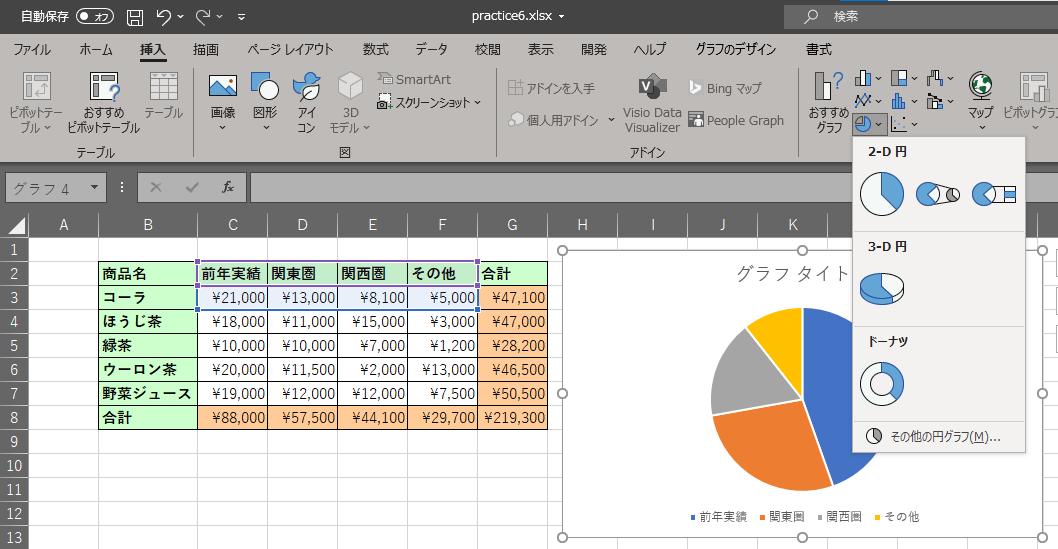 自動保存 オフ practice6.xlsx 検索
ファイル ホーム 挿入 描画 ページ レイアウト 数式 データ 校閲 表示 開発 ヘルプ グラフのデザイン 書式
ピボットテーブル おすすめピボットテーブル テーブル
テーブル
画像 図形 アイコン 3Dモデル SmartArt スクリーンショット
図
アドインを入手 個人用アドイン Visio Data Visualizer Bing マップ People Graph
アドイン
おすすめグラフ マップ ピボットグラ
グラフ 4 fx
A B C D E F G H I J K
1
2 商品名 前年実績 関東圏 関西圏 その他 合計
3 コーラ ¥21,000 ¥13,000 ¥8,100 ¥5,000 ¥47,100
4 ほうじ茶 ¥18,000 ¥11,000 ¥15,000 ¥3,000 ¥47,000
5 緑茶 ¥10,000 ¥10,000 ¥7,000 ¥1,200 ¥28,200
6 ウーロン茶 ¥20,000 ¥11,500 ¥2,000 ¥13,000 ¥46,500
7 野菜ジュース ¥19,000 ¥12,000 ¥12,000 ¥7,500 ¥50,500
8 合計 ¥88,000 ¥57,500 ¥44,100 ¥29,700 ¥219,300
9
10
11
12
13
グラフ タイト
前年実績 関東圏 関西圏 その他
2-D 円
3-D 円
ドーナツ
その他の円グラフ(M)...